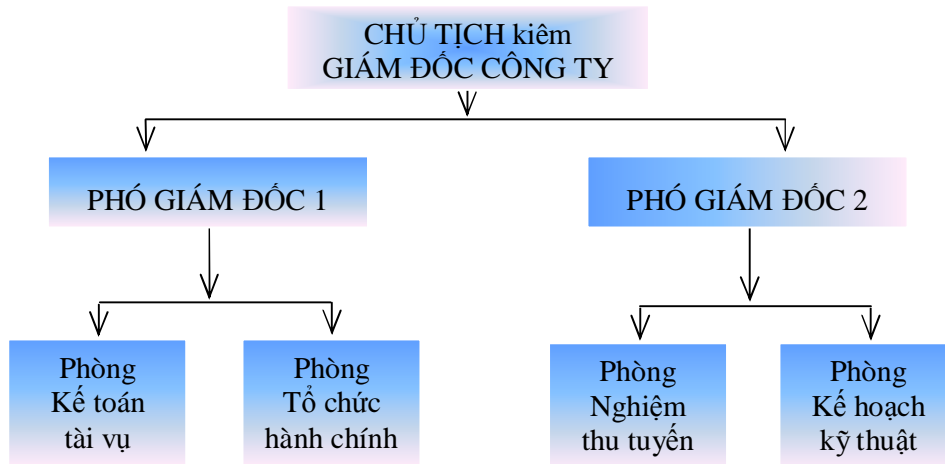 CHỦ TỊCH kiêm
GIÁM ĐỐC CÔNG TY
PHÓ GIÁM ĐỐC 1
PHÓ GIÁM ĐỐC 2
Phòng
Kế toán
tài vụ
Phòng
Tổ chức
hành chính
Phòng
Nghiệm
thu tuyến
Phòng
Kế hoạch
kỹ thuật